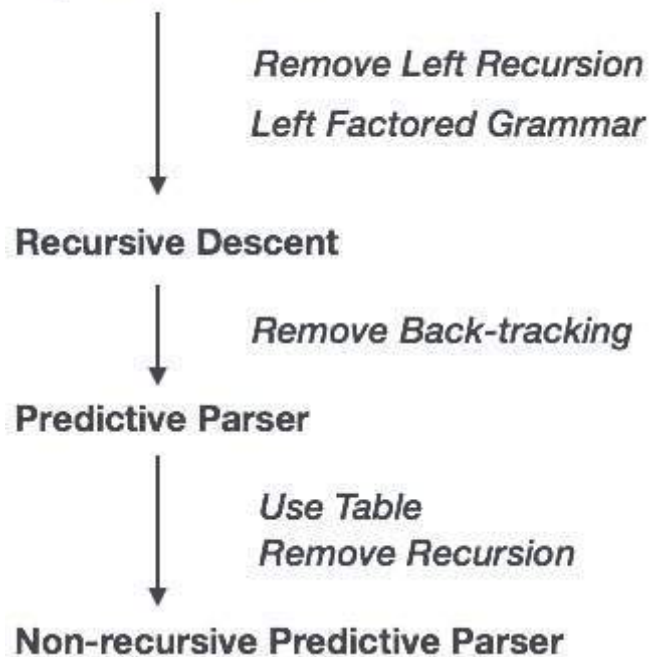 Remove Left Recursion
Left Factored Grammar
Recursive Descent
Remove Back-tracking
Predictive Parser
Use Table
Remove Recursion
Non-recursive Predictive Parser